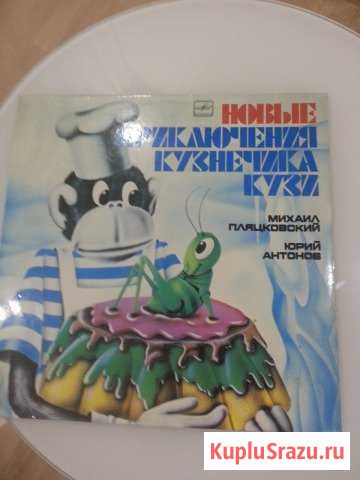 НОВЫЕ
ПРИКЛЮЧЕНИЯ
КУЗНЕЧИКА
КУЗИ
МИХАИЛ
ПЛЯЦКОВСКИЙ
ЮРИЙ
АНТОНОВ
KupluSrazu.ru